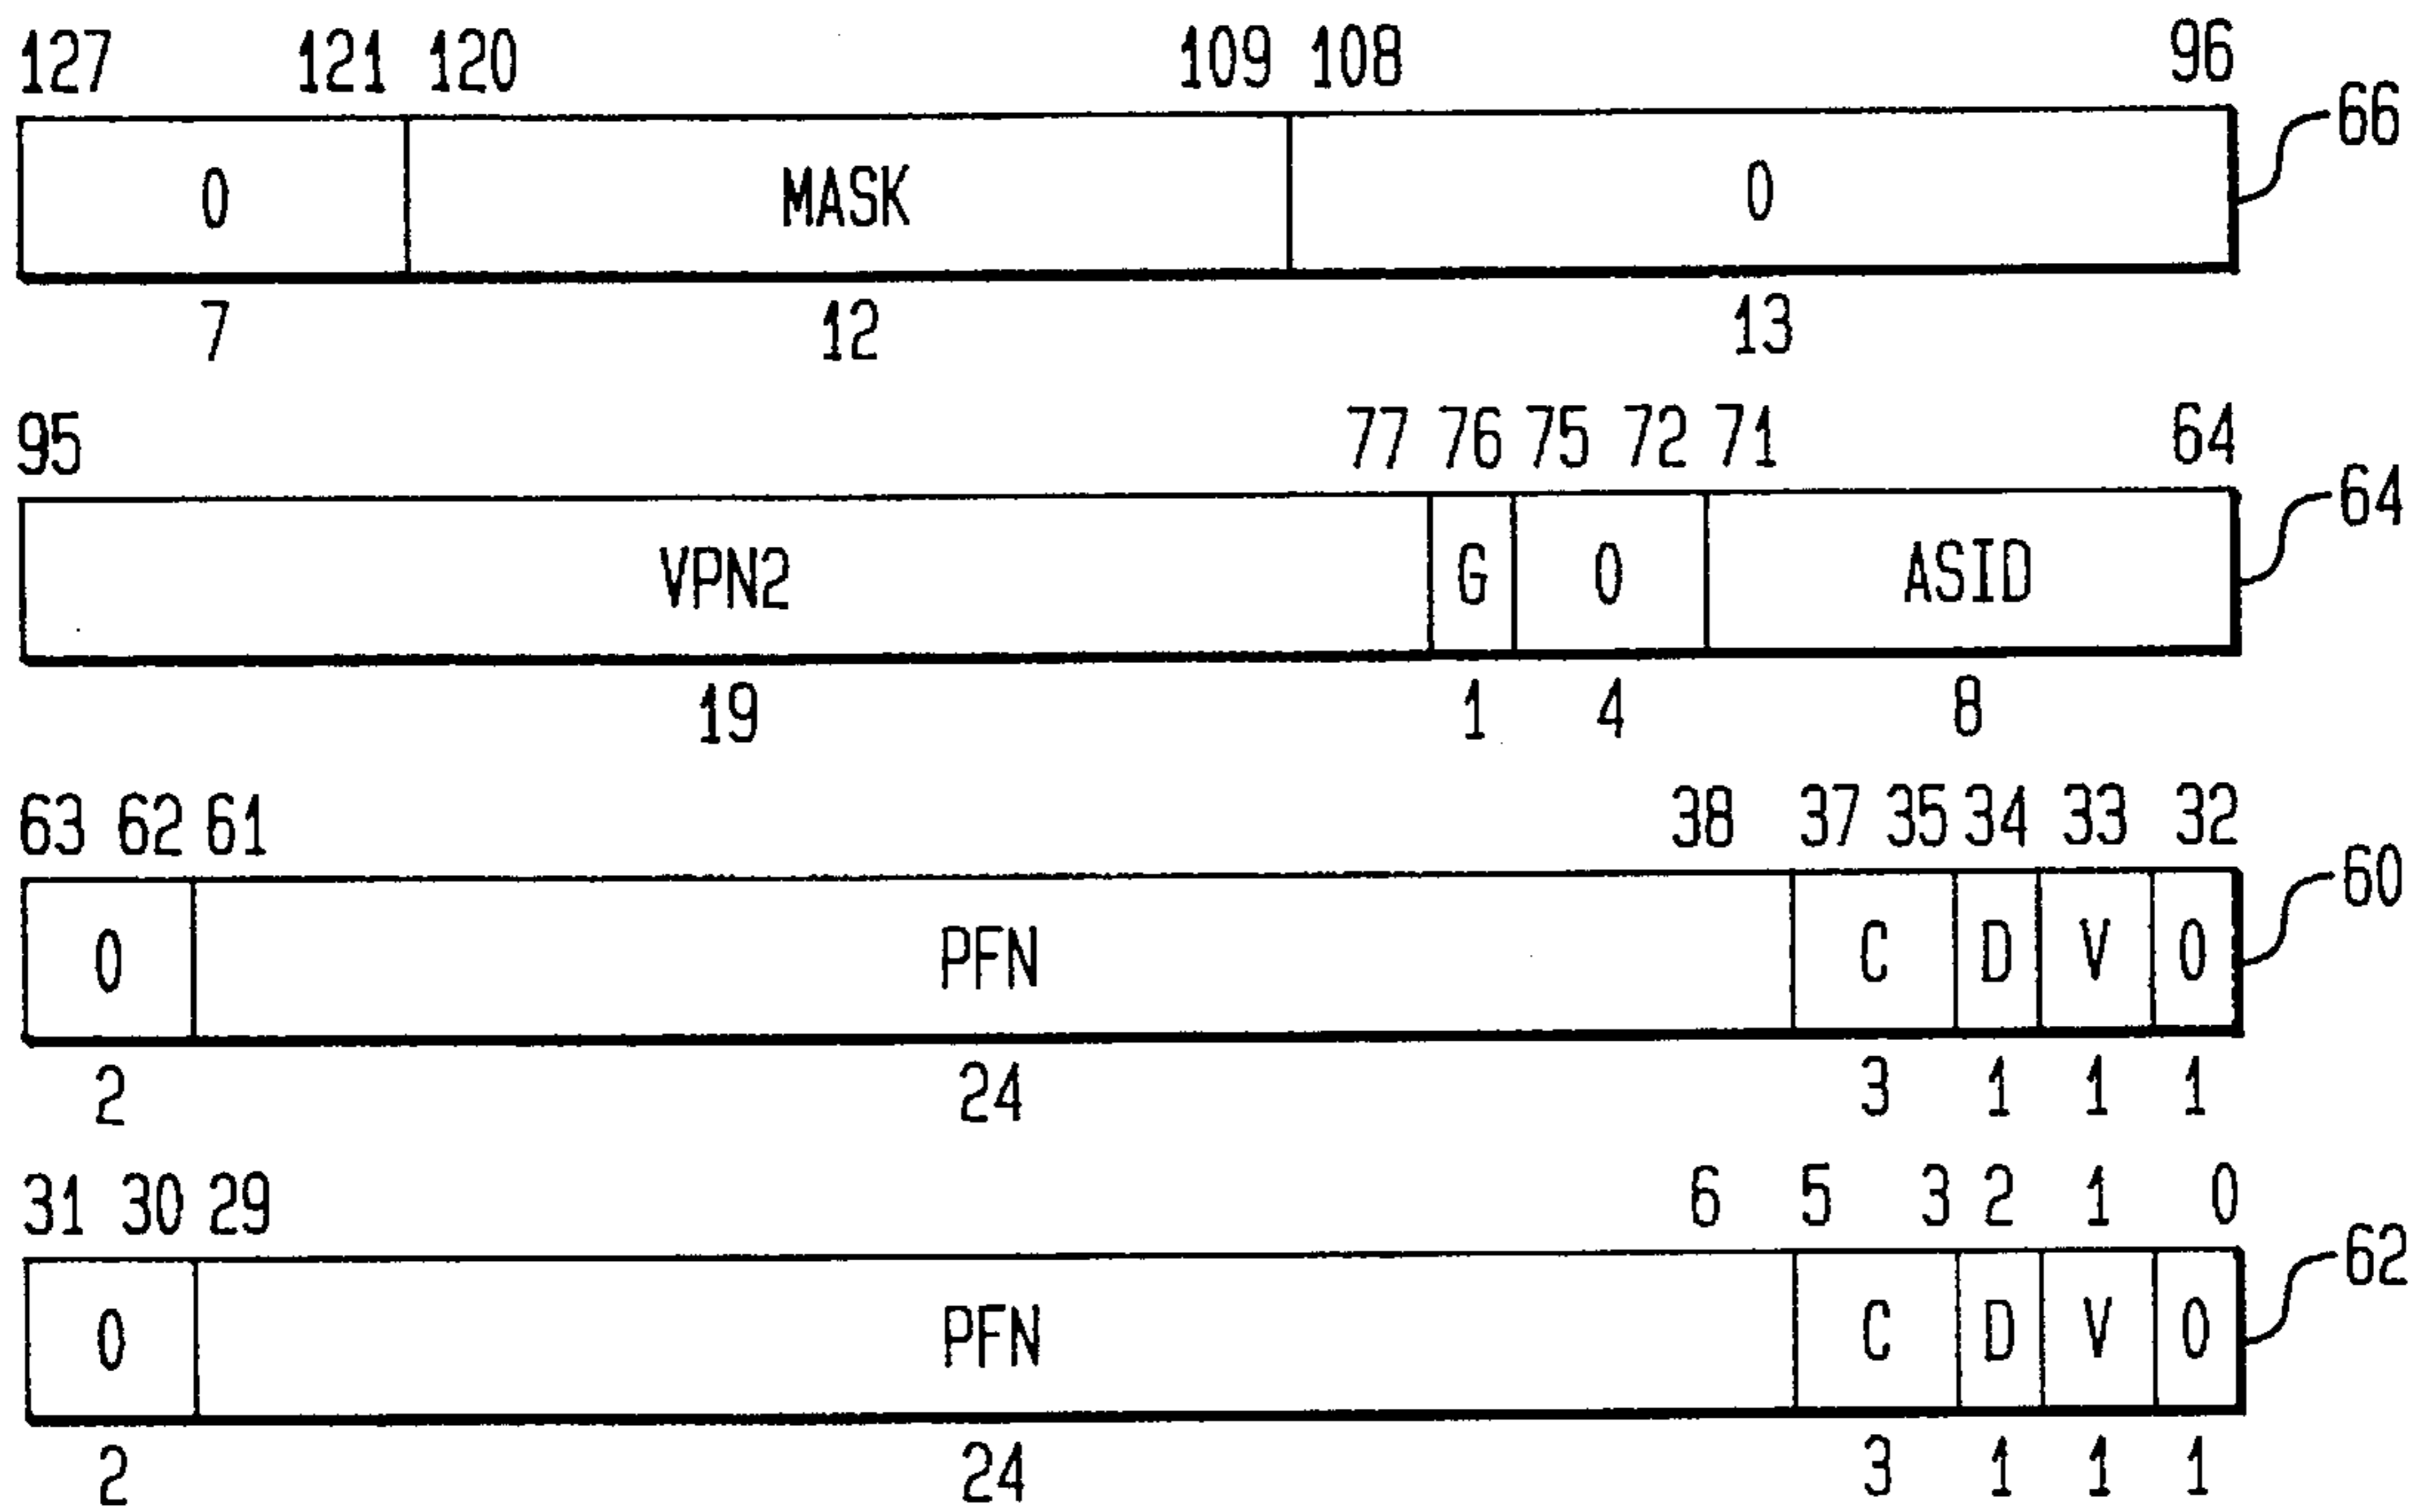 127 121 120 109 108 96
66
0 MASK 0
7 12 13
95 77 76 75 72 71 64
64
VPN2 G 0 ASID
19 1 4 8
63 62 61 38 37 35 34 33 32
60
0 PFN C D V 0
2 24 3 1 1 1
31 30 29 6 5 3 2 1 0
62
0 PFN C D V 0
2 24 3 1 1 1